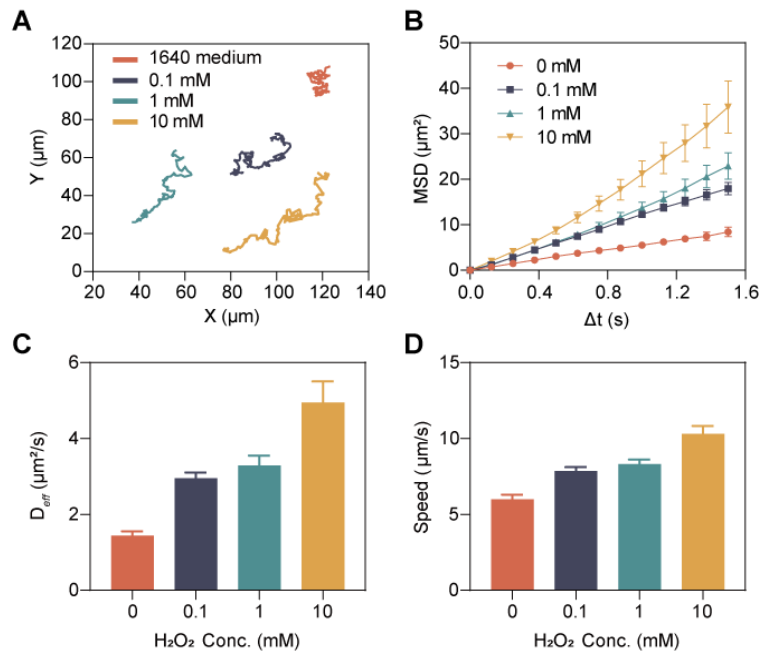 A
120
100
80
60
40
20
0
Y (µm)
1640 medium
0.1 mM
1 mM
10 mM
20 40 60 80 100 120 140
X (µm)
B
50
40
30
20
10
0
MSD (µm²)
0 mM
0.1 mM
1 mM
10 mM
0.0 0.4 0.8 1.2 1.6
Δt (s)
C
6
4
2
0
Deff (µm²/s)
0 0.1 1 10
H₂O₂ Conc. (mM)
D
15
10
5
0
Speed (µm/s)
0 0.1 1 10
H₂O₂ Conc. (mM)